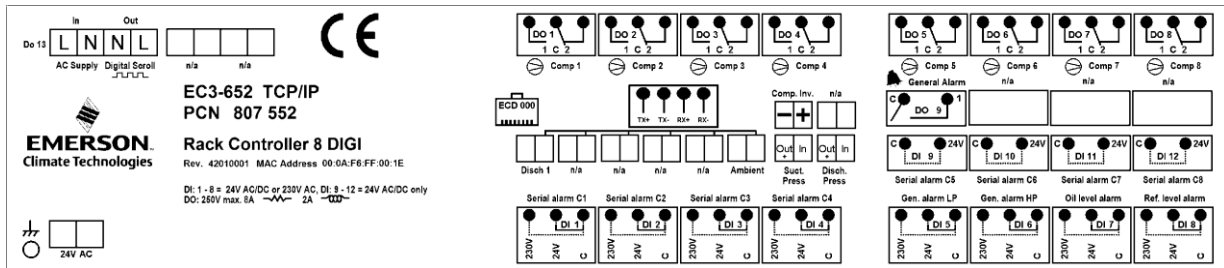 In Out
Do 13 L N N L
AC Supply Digital Scroll n/a n/a
CE
EMERSON.
Climate Technologies
EC3-652 TCP/IP
PCN 807 552
Rack Controller 8 DIGI
Rev. 42010001 MAC Address 00:0A:F6:FF:00:1E
DI: 1 - 8 = 24V AC/DC or 230V AC, DI: 9 - 12 = 24V AC/DC only
DO: 250V max. 8A 2A
24V AC
DO 1 DO 2 DO 3 DO 4
1 C 2 1 C 2 1 C 2 1 C 2
Comp 1 Comp 2 Comp 3 Comp 4
ECD 000
TX+ TX- RX+ RX-
Comp. Inv. n/a
- +
Out In Out In
+ +
Disch 1 n/a n/a n/a n/a Ambient
Suct. Press Disch. Press
Serial alarm C1 Serial alarm C2 Serial alarm C3 Serial alarm C4
DI 1 DI 2 DI 3 DI 4
230V 24V C 230V 24V C 230V 24V C 230V 24V C
DO 5 DO 6 DO 7 DO 8
1 C 2 1 C 2 1 C 2 1 C 2
Comp 5 Comp 6 Comp 7 Comp 8
General Alarm n/a n/a n/a
C DO 9 1
C 24V C 24V C 24V C 24V
DI 9 DI 10 DI 11 DI 12
Serial alarm C5 Serial alarm C6 Serial alarm C7 Serial alarm C8
Gen. alarm LP Gen. alarm HP Oil level alarm Ref. level alarm
DI 5 DI 6 DI 7 DI 8
230V 24V C 230V 24V C 230V 24V C 230V 24V C